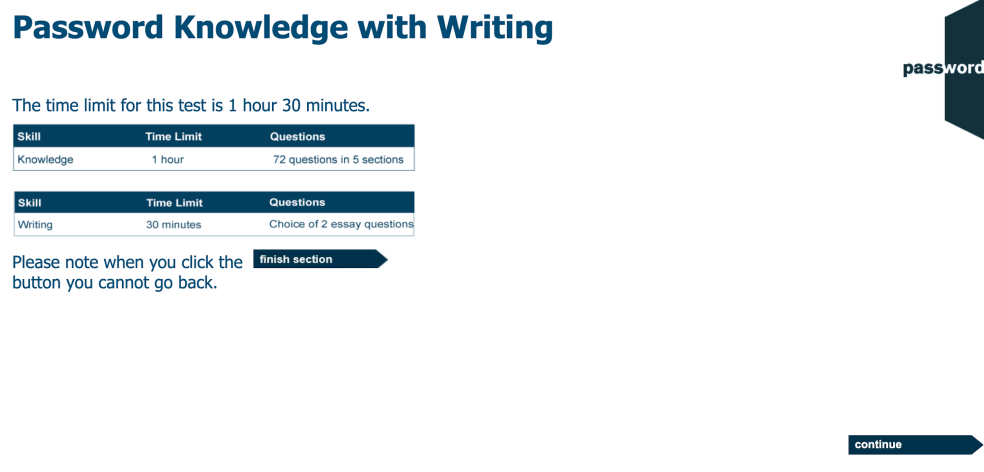 Password Knowledge with Writing
password
The time limit for this test is 1 hour 30 minutes.
Skill Time Limit Questions
Knowledge 1 hour 72 questions in 5 sections
Skill Time Limit Questions
Writing 30 minutes Choice of 2 essay questions
Please note when you click the finish section
button you cannot go back.
continue